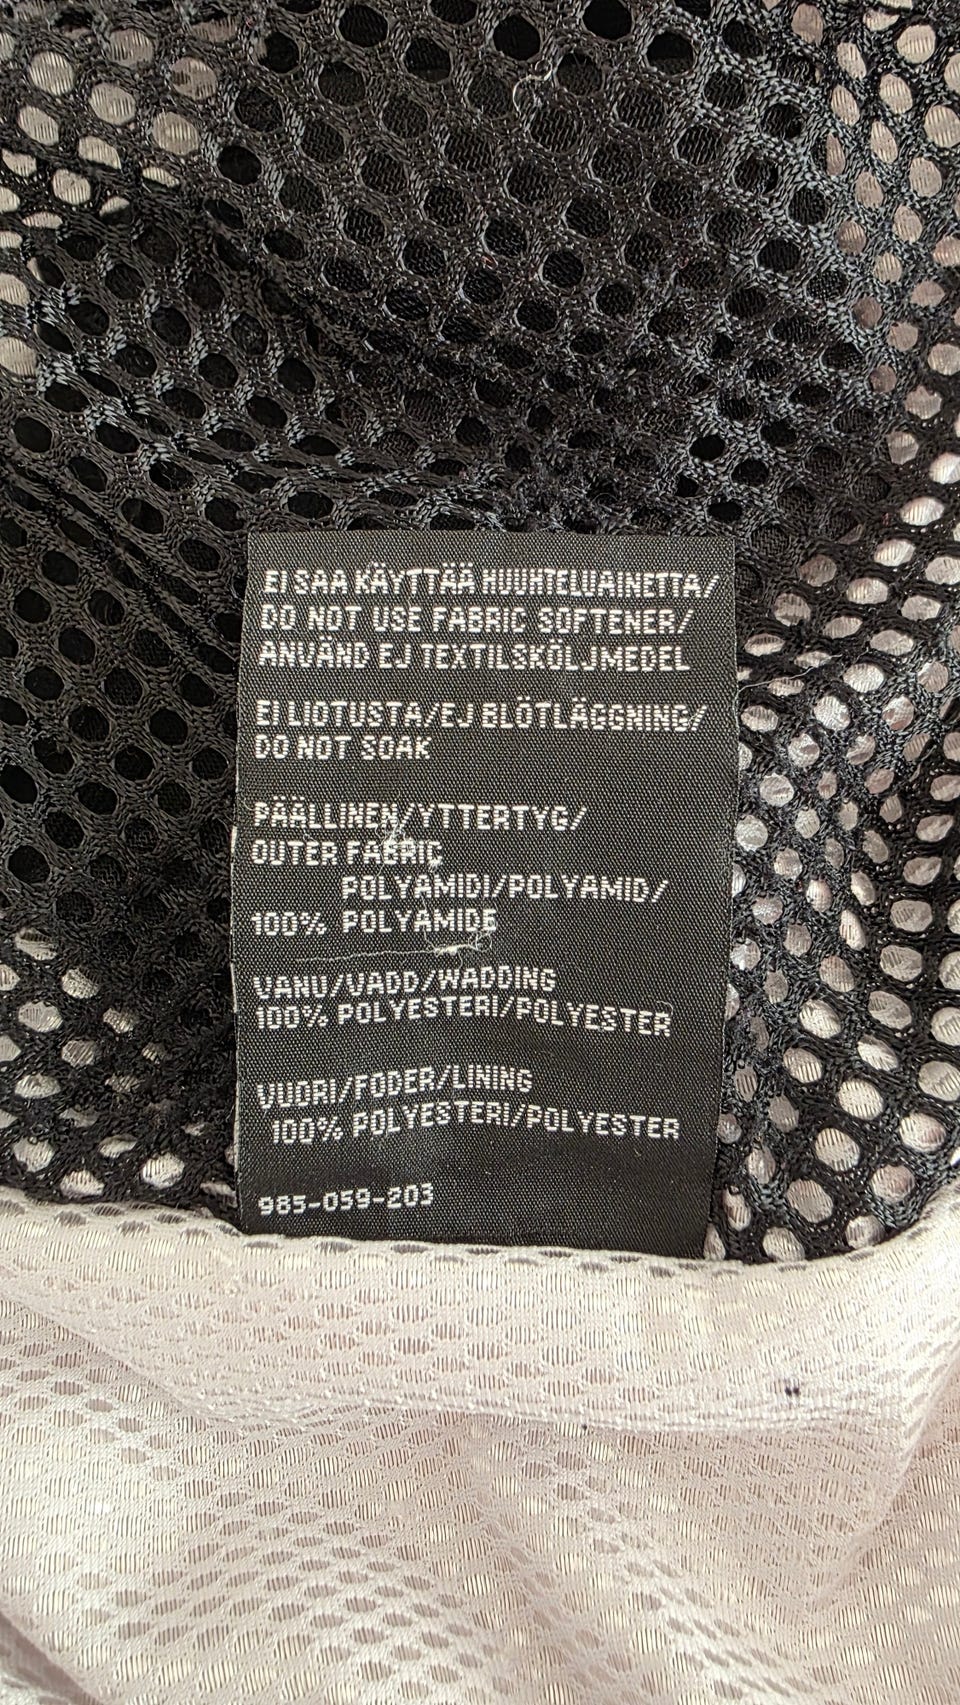 EI SAA KÄYTTÄÄ HUUHTELUAINETTA/
DO NOT USE FABRIC SOFTENER/
ANVÄND EJ TEXTILSKÖLJMEDEL
EI LIOTUSTA/EJ BLÖTLÄGGNING/
DO NOT SOAK
PÄÄLLINEN/YTTERTYG/
OUTER FABRIC
POLYAMIDI/POLYAMID/
100% POLYAMIDE
VANU/VADD/WADDING
100% POLYESTERI/POLYESTER
VUORI/FODER/LINING
100% POLYESTERI/POLYESTER
985-059-203